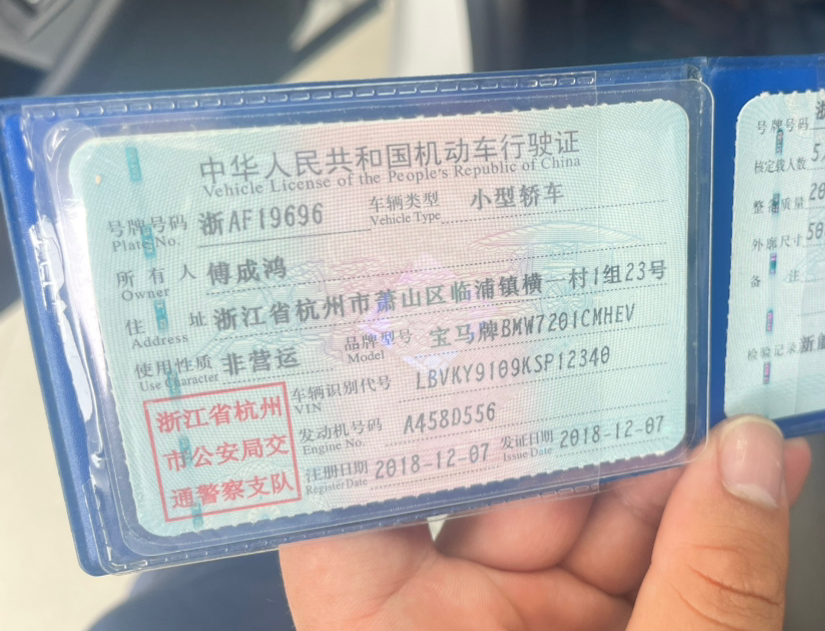 中华人民共和国机动车行驶证
Vehicle License of the People's Republic of China
号牌号码 浙AF19696 车辆类型 小型轿车
Plate No. Vehicle Type
所有人 傅成鸿
Owner
住址 浙江省杭州市萧山区临浦镇横 村1组23号
Address
使用性质 非营运 品牌型号 宝马牌BMW7201CMHEV
Use Character Model
浙江省杭州
市公安局交
通警察支队
车辆识别代号 LBVKY9109KSP12340
VIN
发动机号码 A458D556
Engine No.
注册日期 2018-12-07 发证日期 2018-12-07
Register Date Issue Date
号牌号码 浙
核定载人数 5
整备质量 20
外廓尺寸 50
备注
检验记录 新能